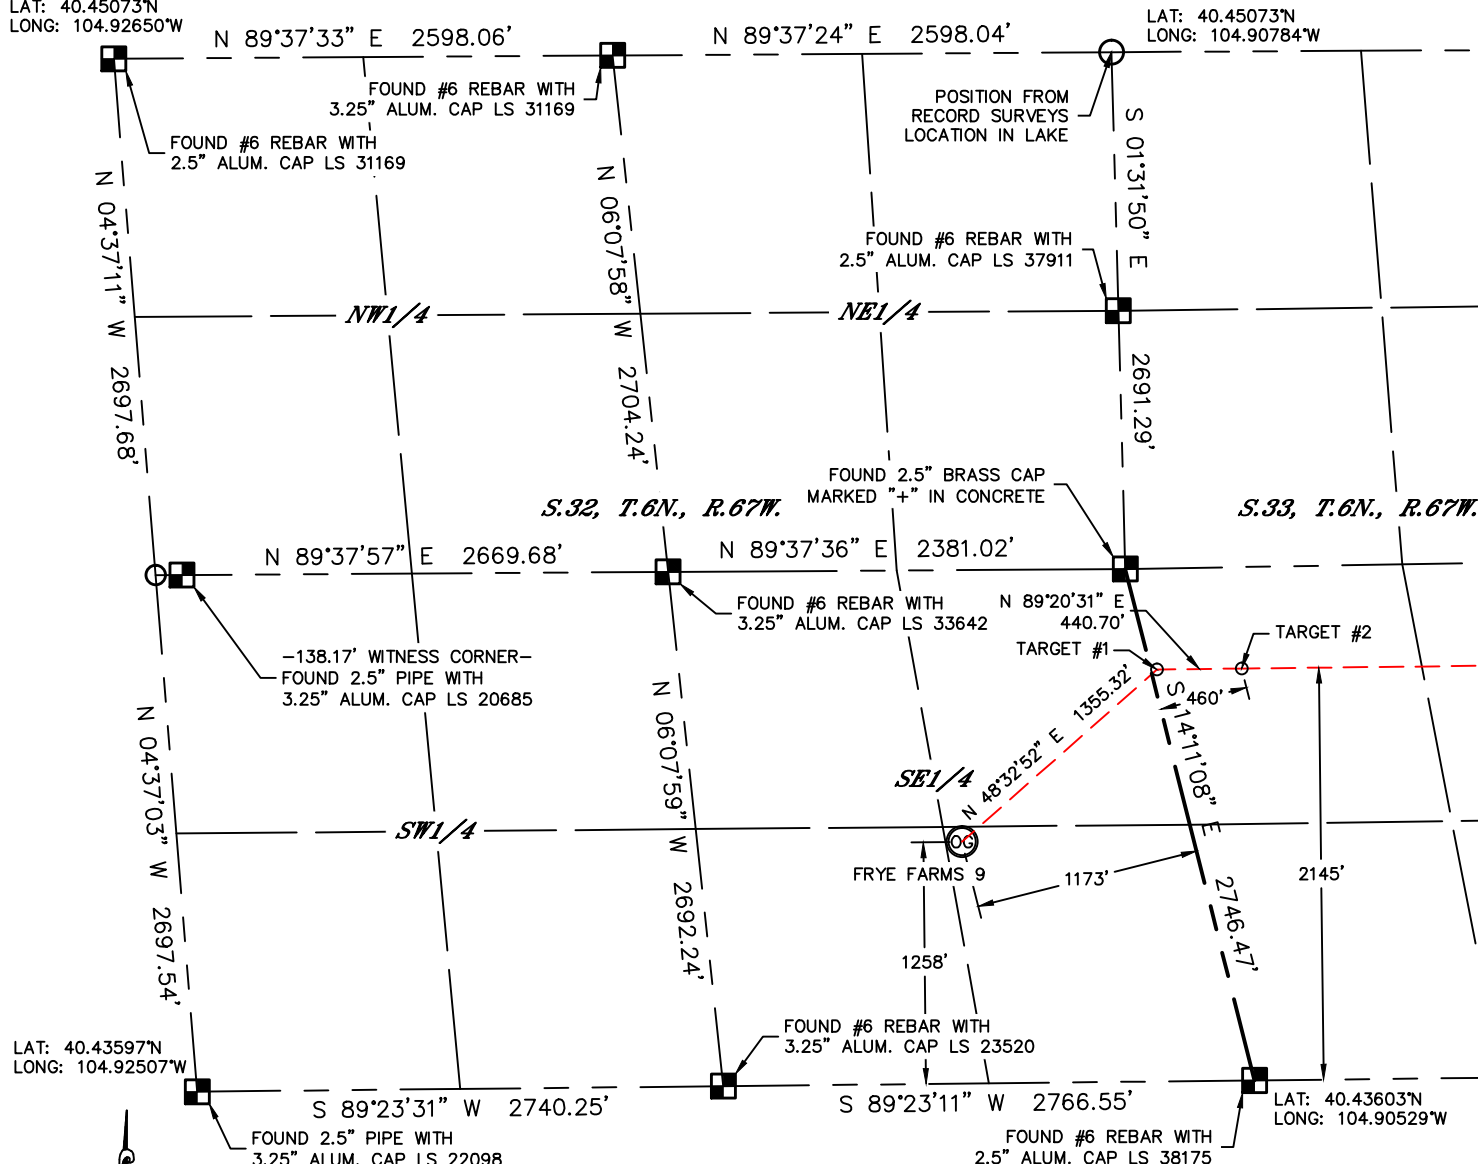 LAT: 40.45073°N
LONG: 104.92650°W
N 89°37'33" E 2598.06'
N 89°37'24" E 2598.04'
LAT: 40.45073°N
LONG: 104.90784°W
FOUND #6 REBAR WITH
3.25" ALUM. CAP LS 31169
POSITION FROM
RECORD SURVEYS
LOCATION IN LAKE
FOUND #6 REBAR WITH
2.5" ALUM. CAP LS 31169
N 04°37'11" W 2697.68'
N 06°07'58" W 2704.24'
S 01°31'50" E 2691.29'
FOUND #6 REBAR WITH
2.5" ALUM. CAP LS 37911
NW1/4
NE1/4
FOUND 2.5" BRASS CAP
MARKED "+" IN CONCRETE
S.32, T.6N., R.67W.
S.33, T.6N., R.67W.
N 89°37'57" E 2669.68'
N 89°37'36" E 2381.02'
FOUND #6 REBAR WITH
3.25" ALUM. CAP LS 33642
N 89°20'31" E
440.70'
TARGET #1
TARGET #2
-138.17' WITNESS CORNER-
FOUND 2.5" PIPE WITH
3.25" ALUM. CAP LS 20685
460'
N 48°32'52" E 1355.32'
S 14°11'08" E 2746.47'
N 04°37'03" W 2697.54'
N 06°07'59" W 2692.24'
SE1/4
SW1/4
OG
FRYE FARMS 9
1173'
2145'
1258'
FOUND #6 REBAR WITH
3.25" ALUM. CAP LS 23520
LAT: 40.43597°N
LONG: 104.92507°W
S 89°23'31" W 2740.25'
S 89°23'11" W 2766.55'
LAT: 40.43603°N
LONG: 104.90529°W
FOUND 2.5" PIPE WITH
3.25" ALUM. CAP LS 22098
FOUND #6 REBAR WITH
2.5" ALUM. CAP LS 38175